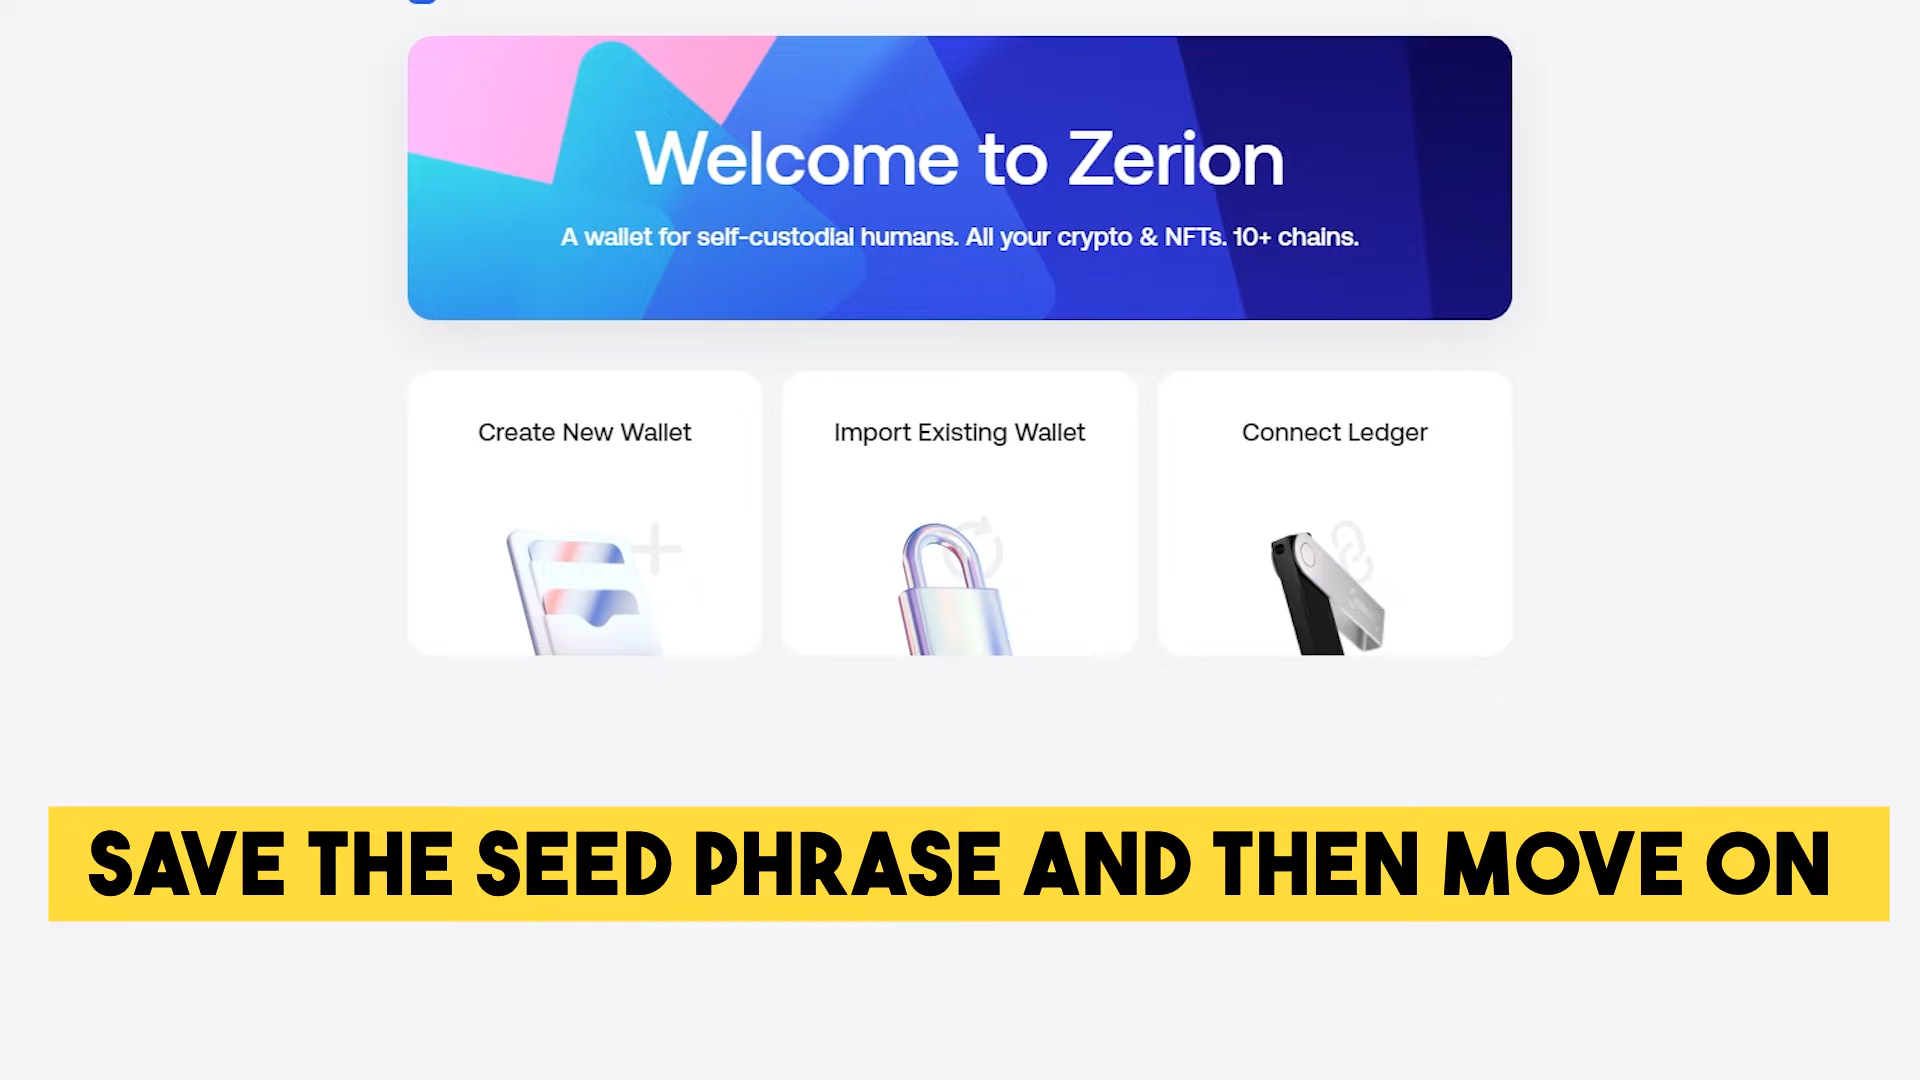 Welcome to Zerion
A wallet for self-custodial humans. All your crypto & NFTs. 10+ chains.
Create New Wallet
Import Existing Wallet
Connect Ledger
SAVE THE SEED PHRASE AND THEN MOVE ON